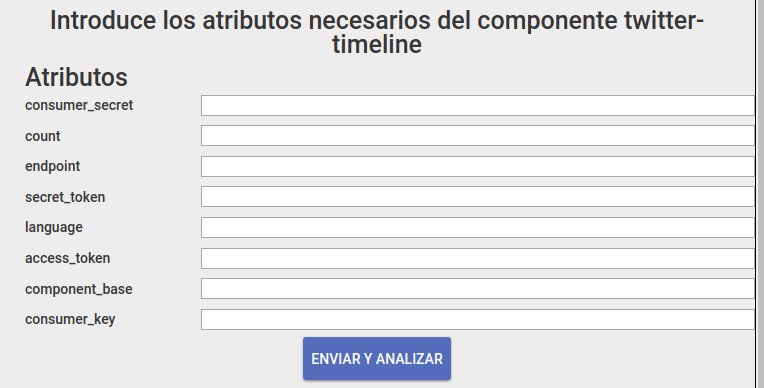 Introduce los atributos necesarios del componente twitter-
timeline
Atributos
consumer_secret
count
endpoint
secret_token
language
access_token
component_base
consumer_key
ENVIAR Y ANALIZAR